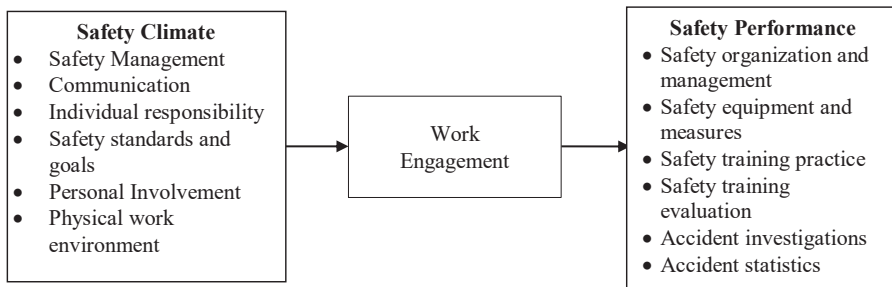 Safety Climate
• Safety Management
• Communication
• Individual responsibility
• Safety standards and
goals
• Personal Involvement
• Physical work
environment
Work
Engagement
Safety Performance
• Safety organization and
management
• Safety equipment and
measures
• Safety training practice
• Safety training
evaluation
• Accident investigations
• Accident statistics